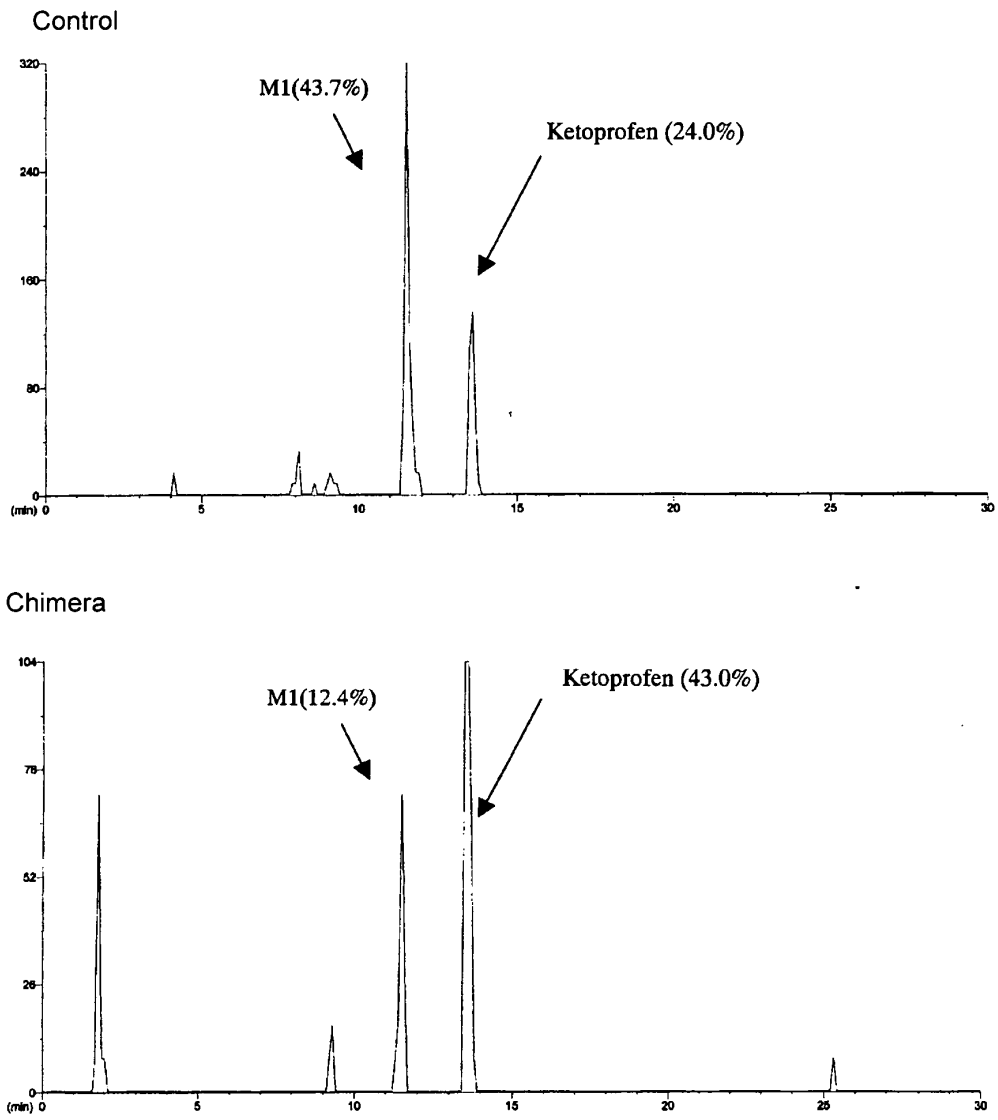 Control
320
M1(43.7%)
Ketoprofen (24.0%)
240
160
80
0
(min) 0 5 10 15 20 25 30
Chimera
104
Ketoprofen (43.0%)
M1(12.4%)
78
52
26
0
(min) 0 5 10 15 20 25 30